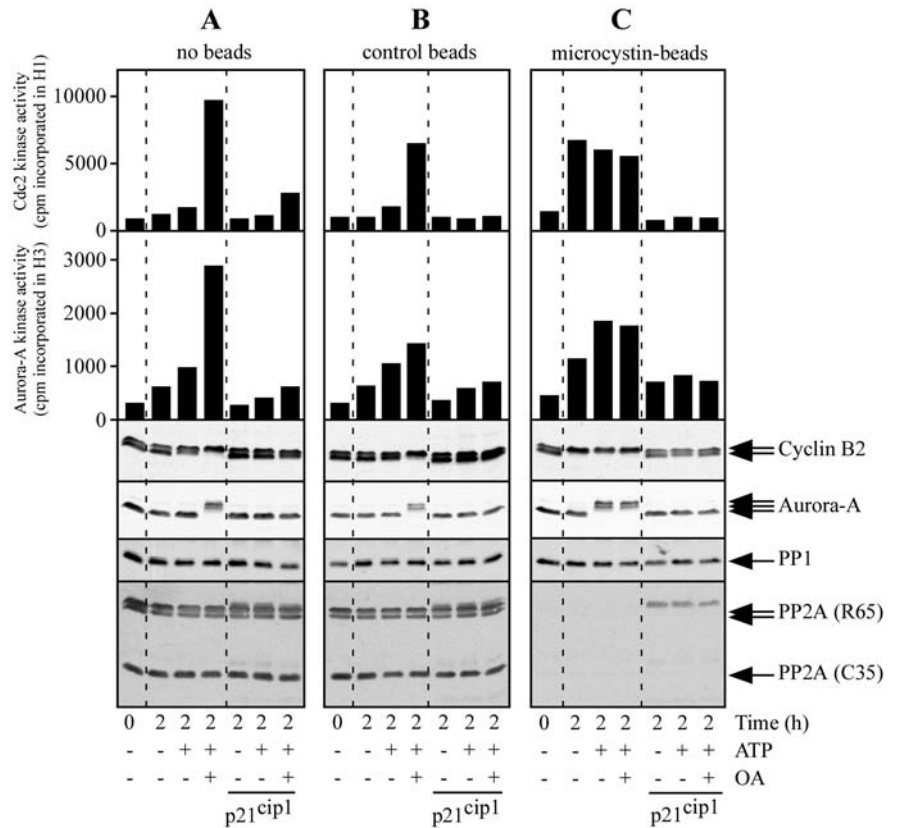 A
B
C
no beads
control beads
microcystin-beads
Cdc2 kinase activity
(cpm incorporated in H1)
10000
5000
0
Aurora-A kinase activity
(cpm incorporated in H3)
3000
2000
1000
0
Cyclin B2
Aurora-A
PP1
PP2A (R65)
PP2A (C35)
0 2 2 2 2 2 2 0 2 2 2 2 2 2 0 2 2 2 2 2 2 Time (h)
- - + + - + + - - + + - + + - - + + - + + ATP
- - - + - - + - - - + - - + - - - + - - + OA
p21cip1 p21cip1 p21cip1